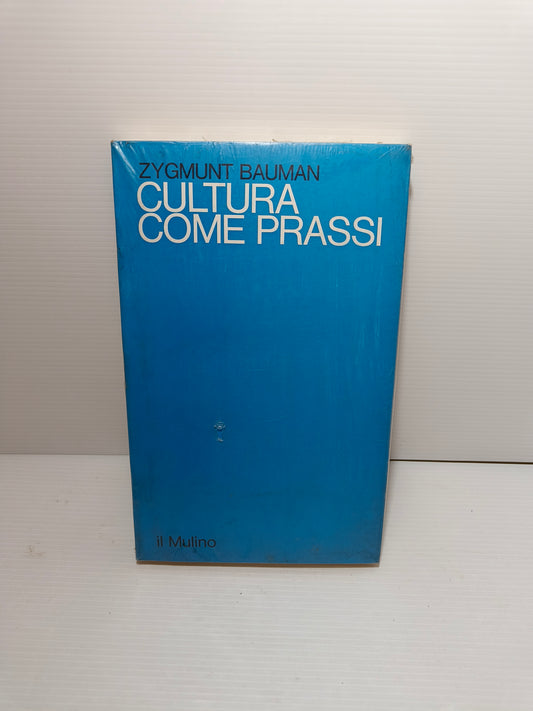 ZYGMUNT BAUMAN
CULTURA
COME PRASSI
il Mulino